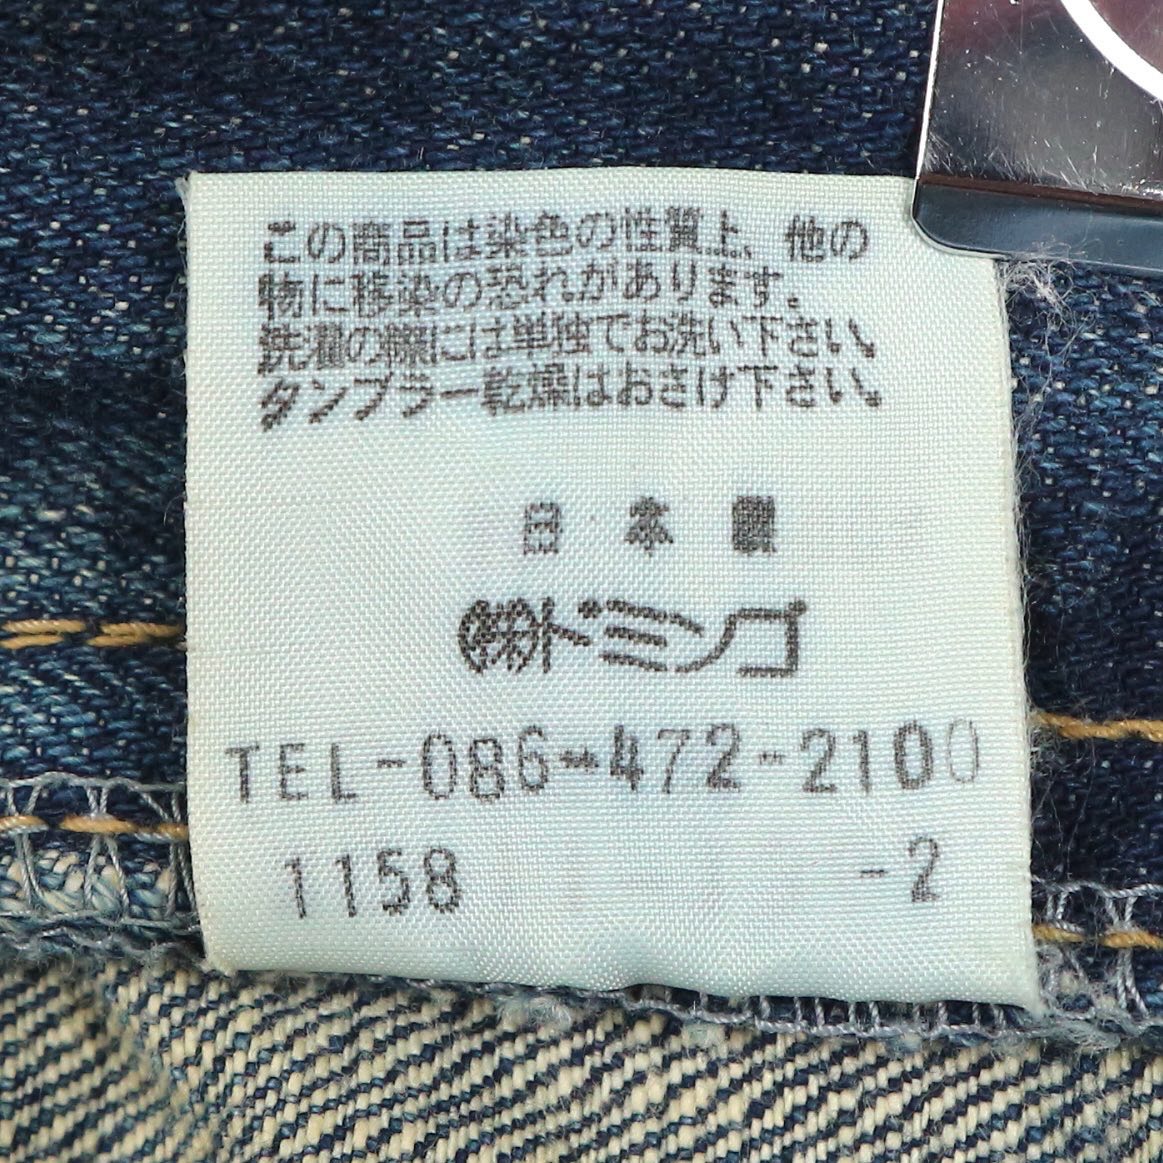 この商品は染色の性質上、他の
物に移染の恐れがあります。
洗濯の際には単独でお洗い下さい。
タンブラー乾燥はおさけ下さい。
日本製
㈱ドミンゴ
TEL-086-472-2100
1158 -2